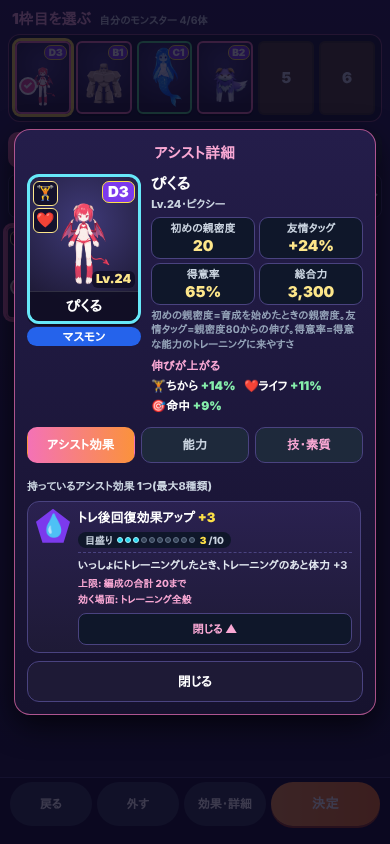 1枠目を選ぶ 自分のモンスター 4/6体
D3
B1
C1
B2
5
6
アシスト詳細
D3
Lv.24
ぴくる
マスモン
ぴくる
Lv.24·ピクシー
初めの親密度
20
友情タッグ
+24%
得意率
65%
総合力
3,300
初めの親密度=育成を始めたときの親密度。友
情タッグ=親密度80からの伸び。得意率=得意
な能力のトレーニングに来やすさ
伸びが上がる
ちから +14% ライフ +11%
命中 +9%
アシスト効果
能力
技・素質
持っているアシスト効果 1つ(最大8種類)
トレ後回復効果アップ +3
目盛り 3 /10
いっしょにトレーニングしたとき、トレーニングのあと体力 +3
上限: 編成の合計 20まで
効く場面: トレーニング全般
閉じる ▲
閉じる
戻る
外す
効果・詳細
決定